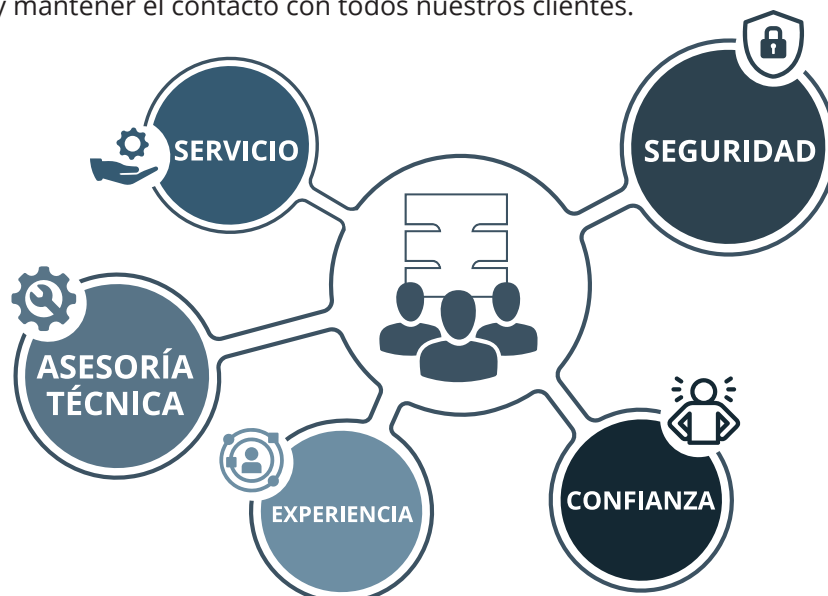 y mantener el contacto con todos nuestros clientes.
SERVICIO
SEGURIDAD
ASESORÍA
TÉCNICA
EXPERIENCIA
CONFIANZA